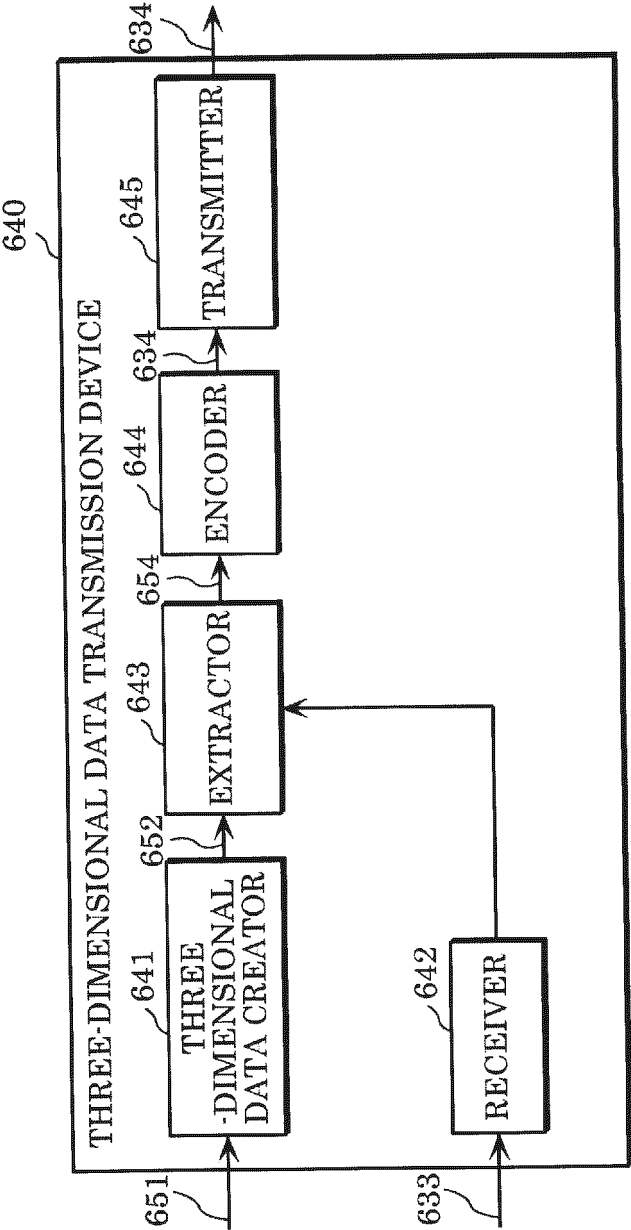 640
THREE-DIMENSIONAL DATA TRANSMISSION DEVICE
651
641
THREE
-DIMENSIONAL
DATA CREATOR
652
643
EXTRACTOR
654
644
ENCODER
634
645
TRANSMITTER
634
633
642
RECEIVER